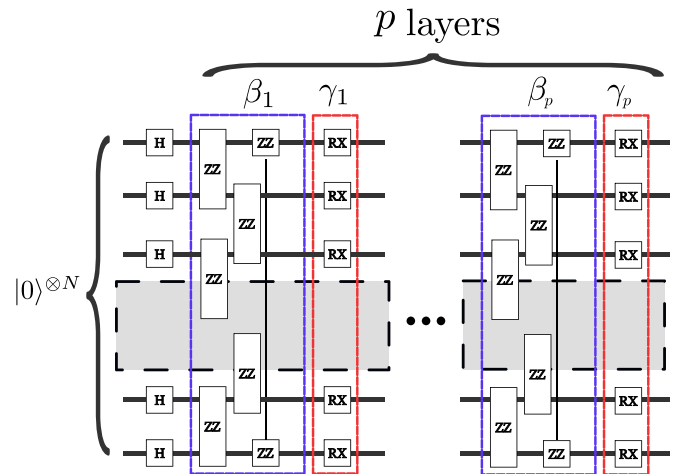 p layers
β₁ γ₁ βₚ γₚ
H ZZ ZZ RX ZZ ZZ RX
H ZZ RX ZZ RX
H ZZ RX ZZ RX
|0⟩⊗N ...
H ZZ ZZ RX ZZ ZZ RX
H ZZ RX ZZ RX